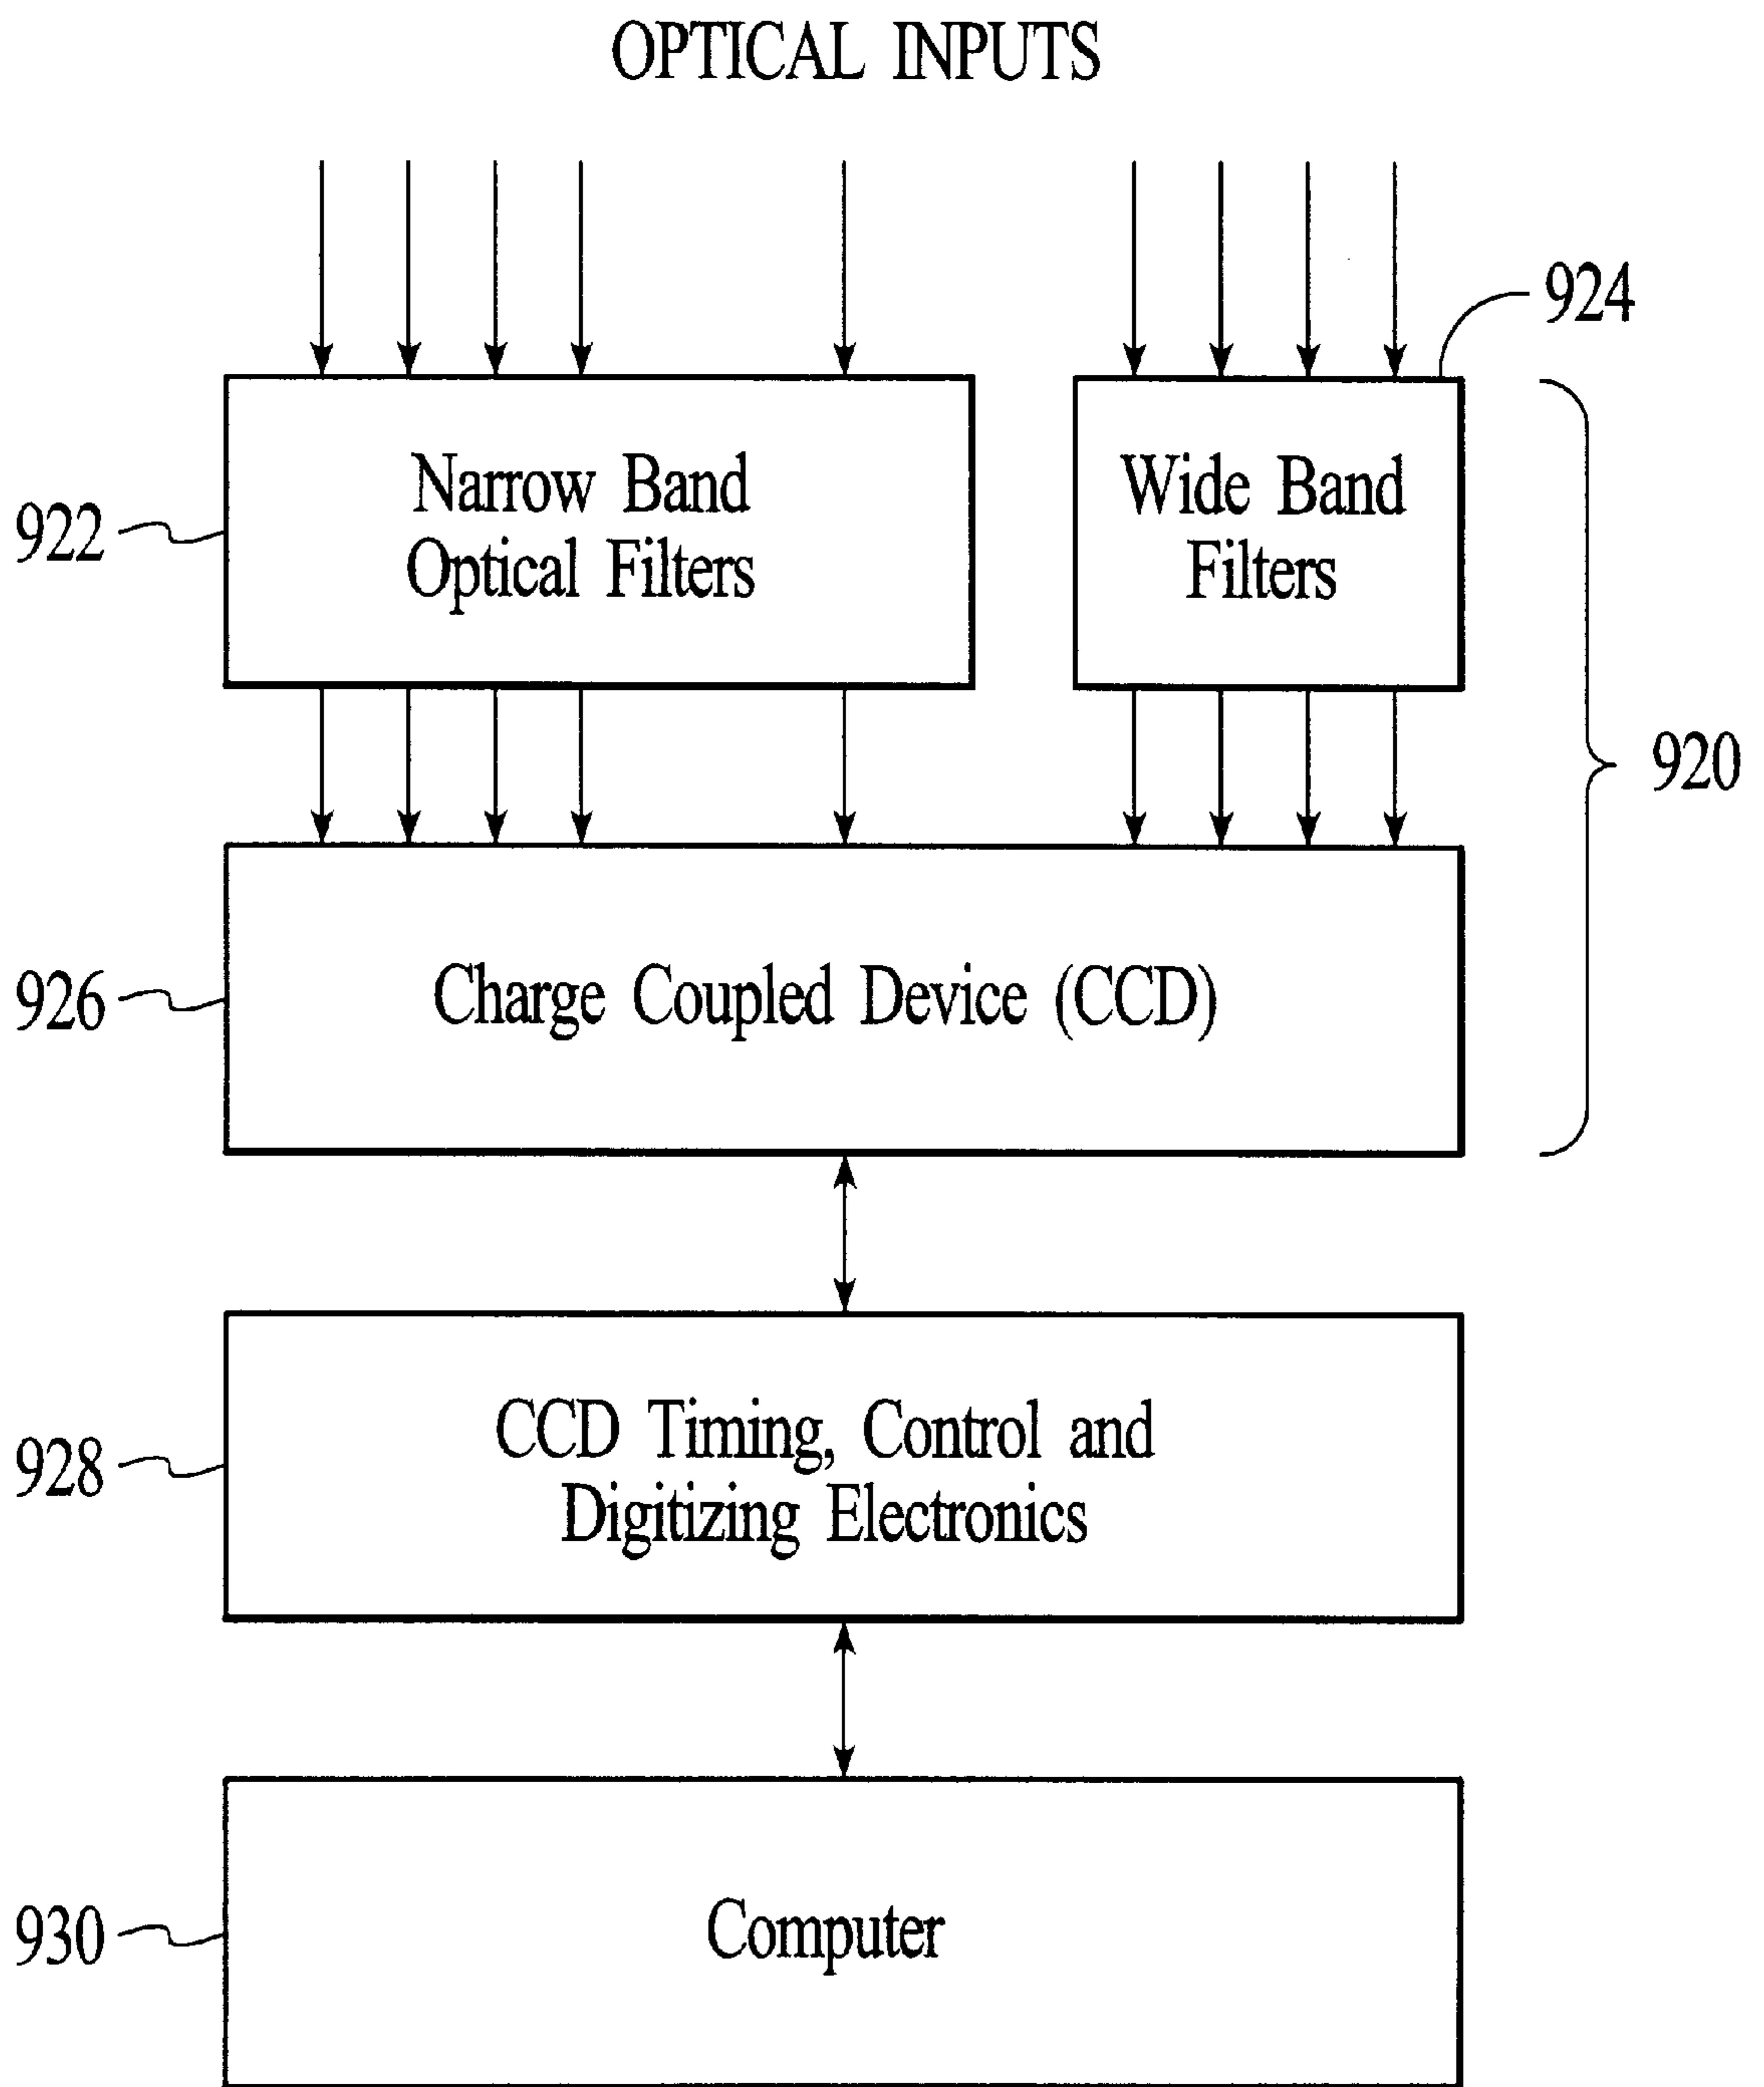 OPTICAL INPUTS
924
Narrow Band
Optical Filters
Wide Band
Filters
922
920
Charge Coupled Device (CCD)
926
CCD Timing, Control and
Digitizing Electronics
928
Computer
930